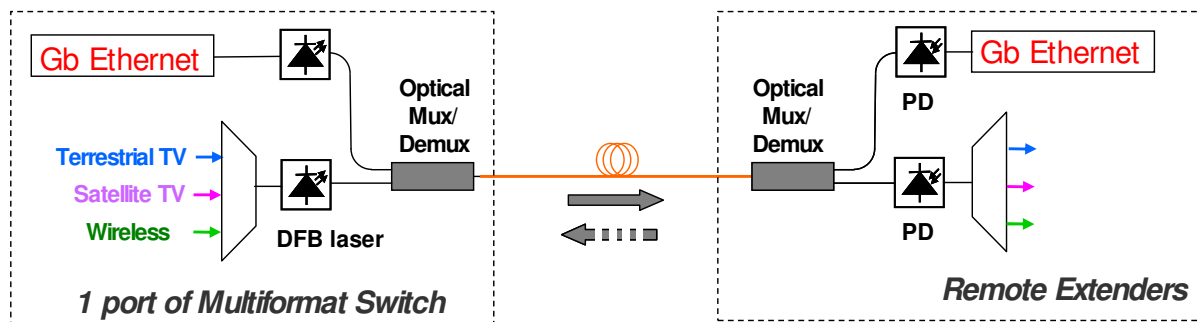 Gb Ethernet
Optical
Mux/
Demux
Terrestrial TV
Satellite TV
Wireless
DFB laser
1 port of Multiformat Switch
Optical
Mux/
Demux
PD
Gb Ethernet
PD
Remote Extenders